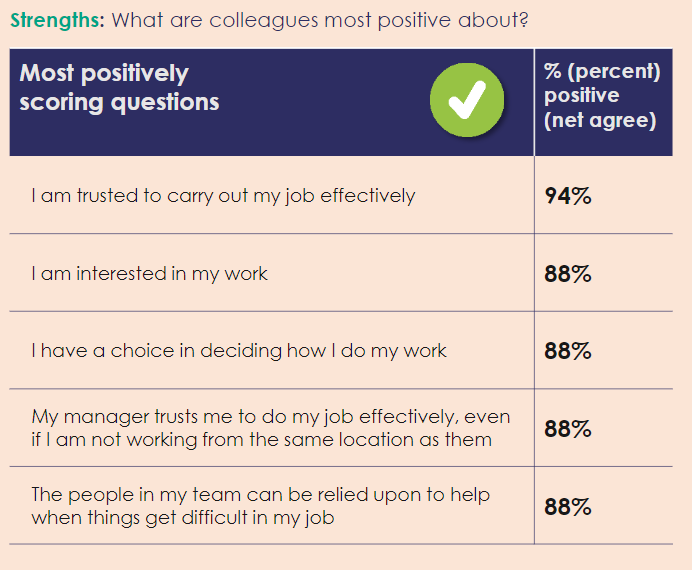 Strengths: What are colleagues most positive about?
Most positively
scoring questions
% (percent)
positive
(net agree)
I am trusted to carry out my job effectively
94%
I am interested in my work
88%
I have a choice in deciding how I do my work
88%
My manager trusts me to do my job effectively, even
if I am not working from the same location as them
88%
The people in my team can be relied upon to help
when things get difficult in my job
88%